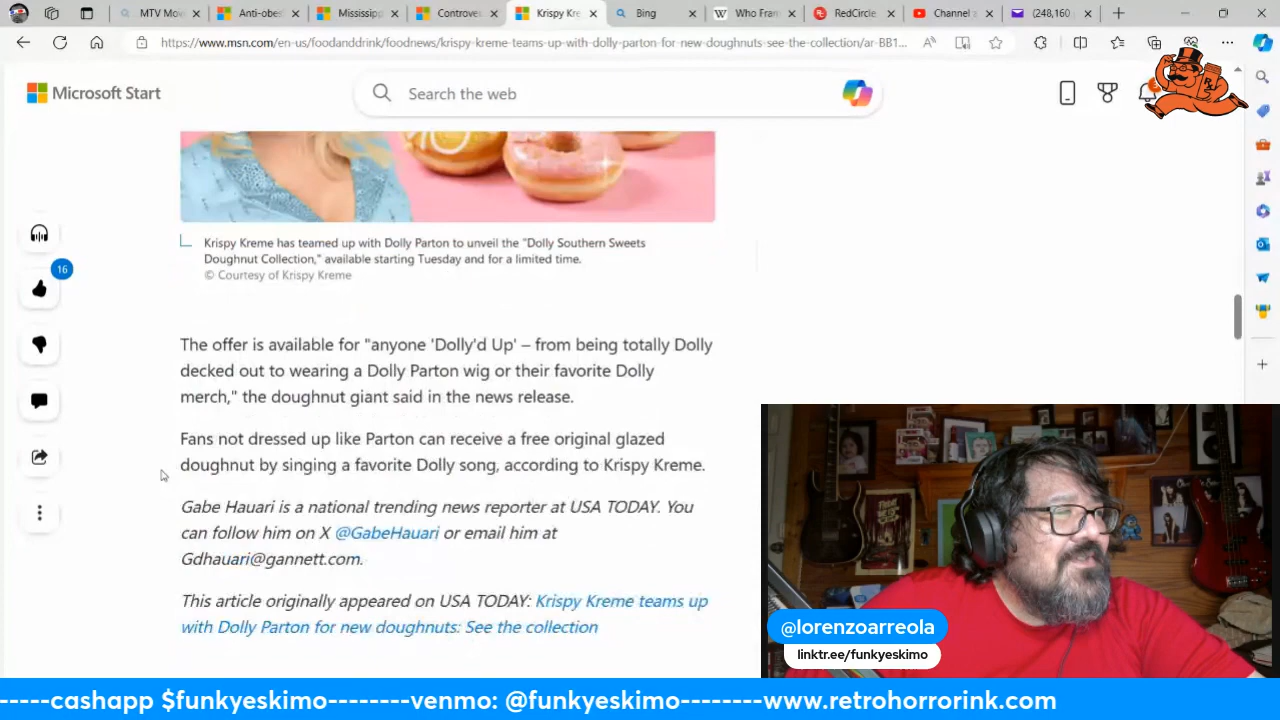 MTV Mov
Anti-obes
Mississipp
Controves
Krispy Kre
Bing
Who Fram
RedCircle
Channel a
(248,160
https://www.msn.com/en-us/foodanddrink/foodnews/krispy-kreme-teams-up-with-dolly-parton-for-new-doughnuts-see-the-collection/ar-BB1...
Microsoft Start
Search the web
Krispy Kreme has teamed up with Dolly Parton to unveil the "Dolly Southern Sweets
Doughnut Collection," available starting Tuesday and for a limited time.
© Courtesy of Krispy Kreme
16
The offer is available for "anyone 'Dolly'd Up' – from being totally Dolly
decked out to wearing a Dolly Parton wig or their favorite Dolly
merch," the doughnut giant said in the news release.
Fans not dressed up like Parton can receive a free original glazed
doughnut by singing a favorite Dolly song, according to Krispy Kreme.
Gabe Hauari is a national trending news reporter at USA TODAY. You
can follow him on X @GabeHauari or email him at
Gdhauari@gannett.com.
This article originally appeared on USA TODAY: Krispy Kreme teams up
with Dolly Parton for new doughnuts: See the collection
@lorenzoarreola
linktr.ee/funkyeskimo
-----cashapp $funkyeskimo--------venmo: @funkyeskimo--------www.retrohorrorink.com